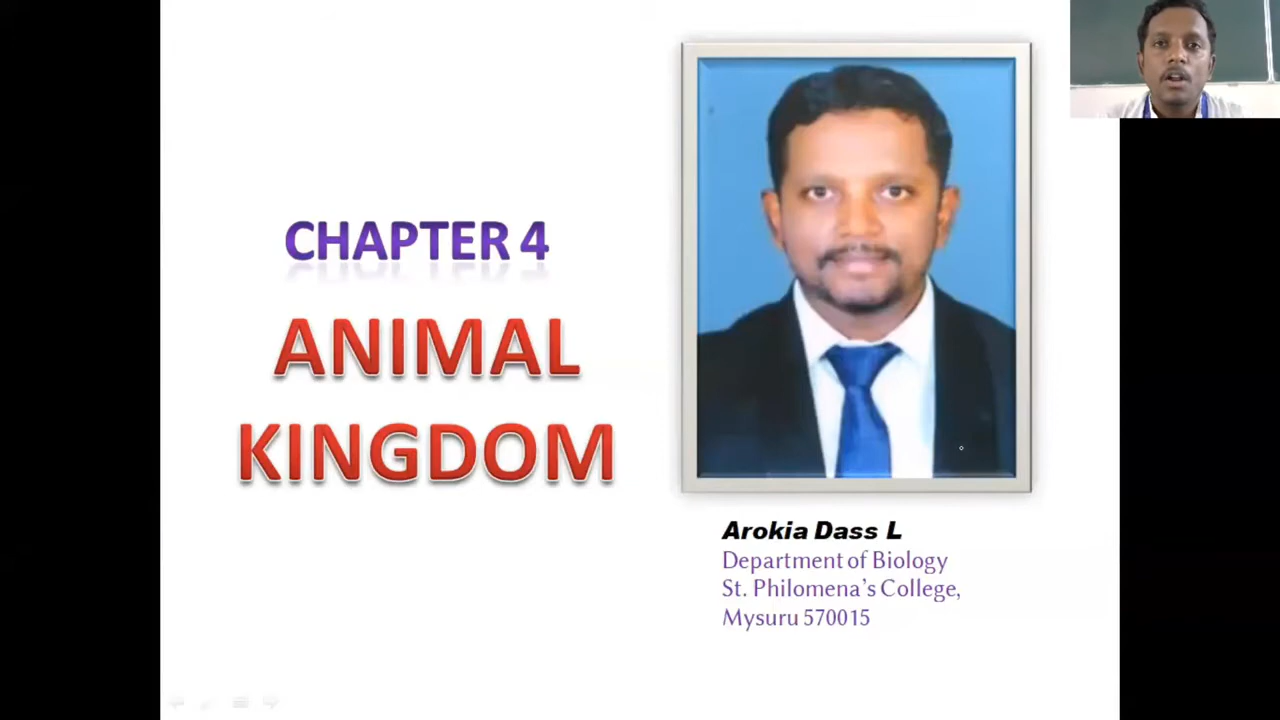 CHAPTER 4
ANIMAL
KINGDOM
Arokia Dass L
Department of Biology
St. Philomena's College,
Mysuru 570015